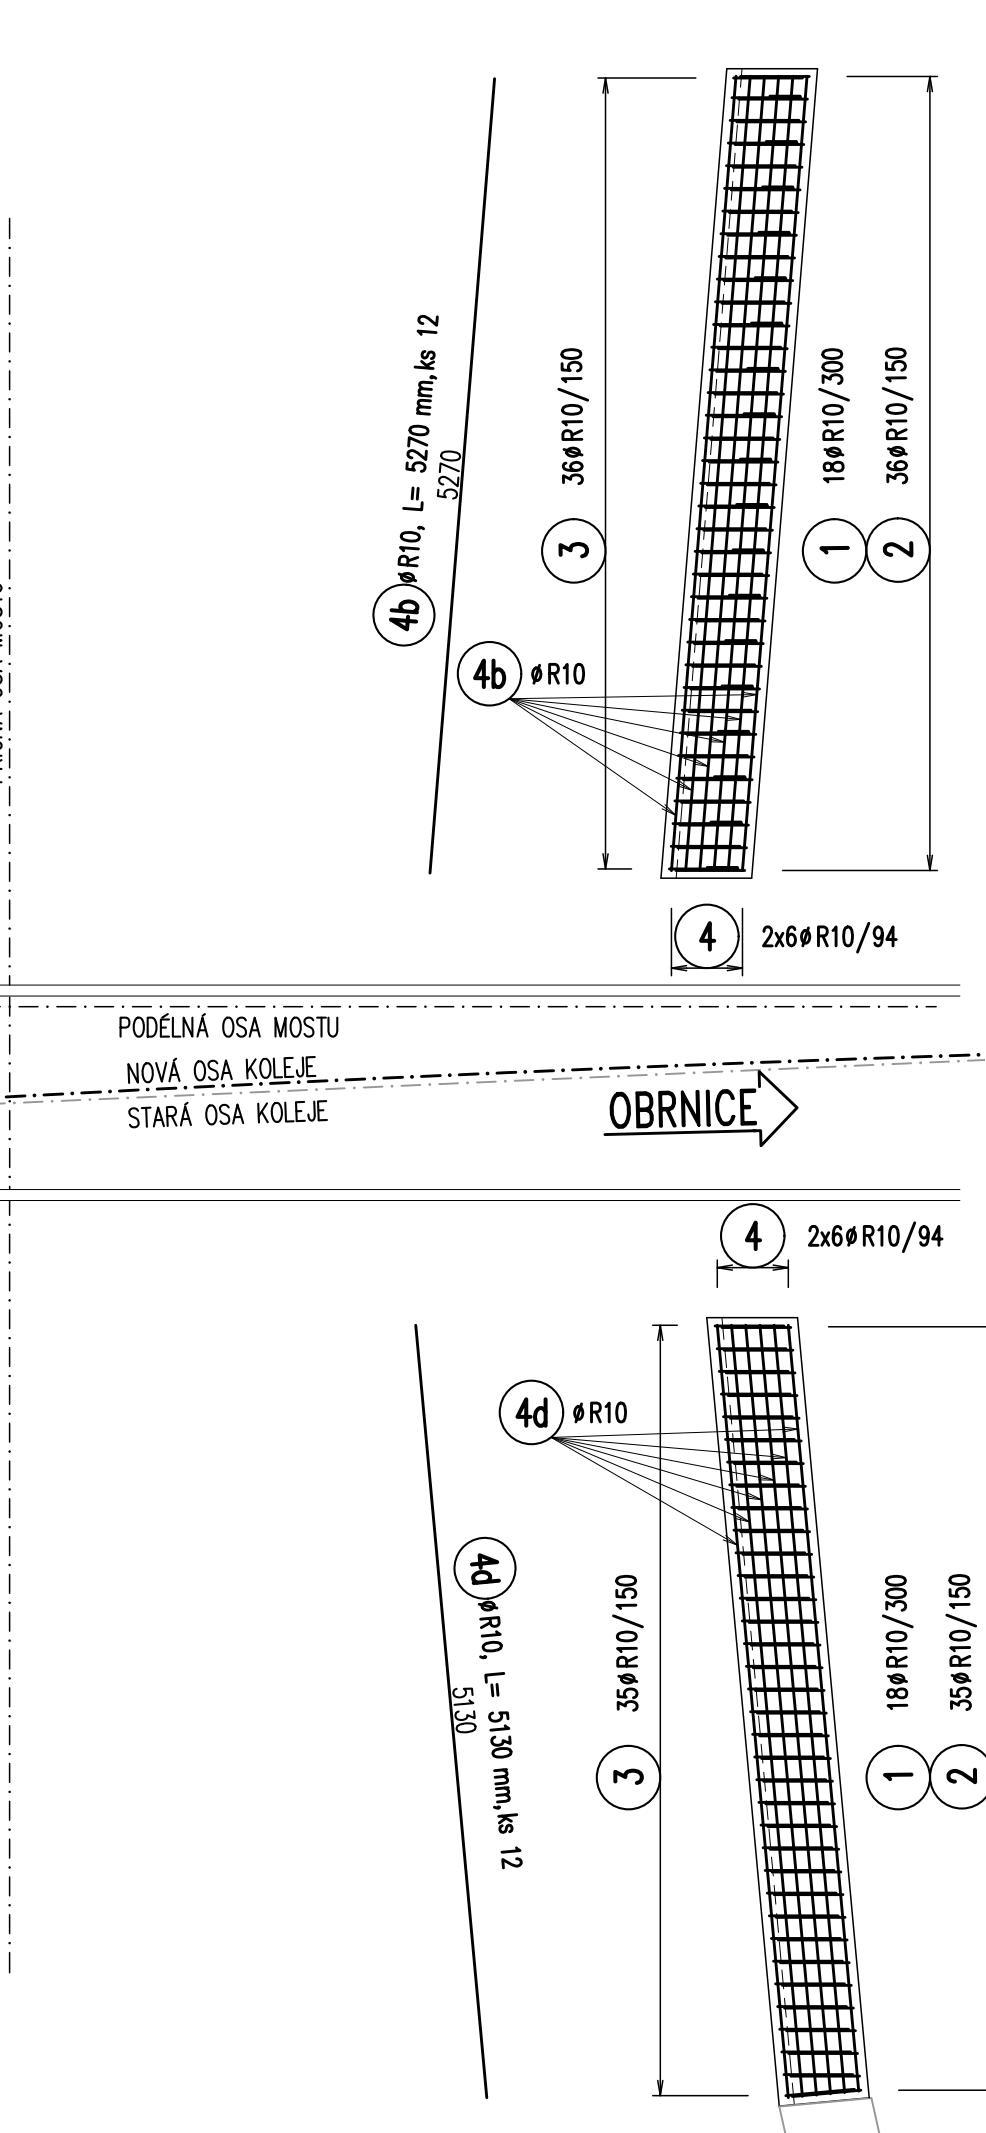 4b øR10, L= 5270 mm,ks 12
5270
3 36øR10/150
1 18øR10/300
2 36øR10/150
4b øR10
4 2x6øR10/94
PODÉLNÁ OSA MOSTU
NOVÁ OSA KOLEJE
STARÁ OSA KOLEJE
OBRNICE
4 2x6øR10/94
4d øR10
4d øR10, L= 5130 mm,ks 12
5130
3 35øR10/150
1 18øR10/300
2 35øR10/150